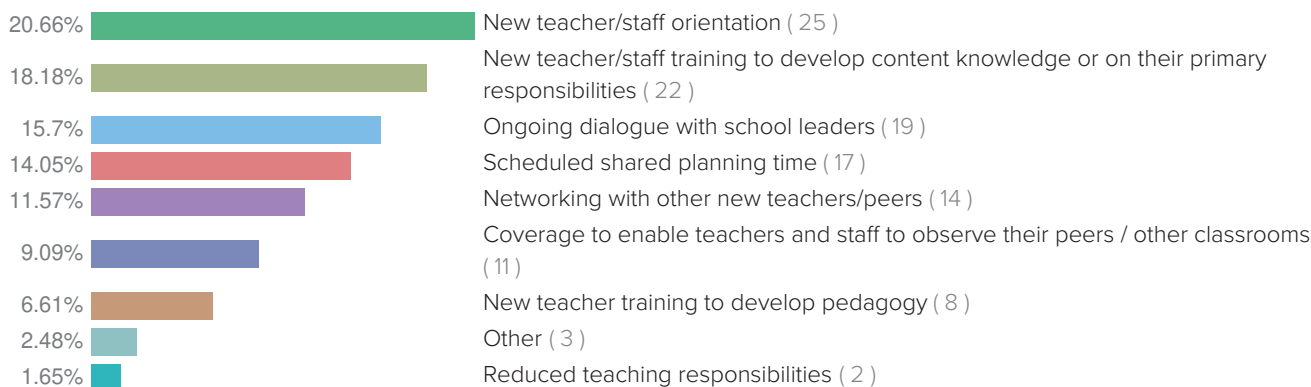 20.66% New teacher/staff orientation ( 25 )
New teacher/staff training to develop content knowledge or on their primary
18.18%
responsibilities ( 22 )
15.7% Ongoing dialogue with school leaders ( 19 )
14.05% Scheduled shared planning time ( 17 )
11.57% Networking with other new teachers/peers ( 14 )
Coverage to enable teachers and staff to observe their peers / other classrooms
9.09%
( 11 )
6.61% New teacher training to develop pedagogy ( 8 )
2.48% Other ( 3 )
1.65% Reduced teaching responsibilities ( 2 )